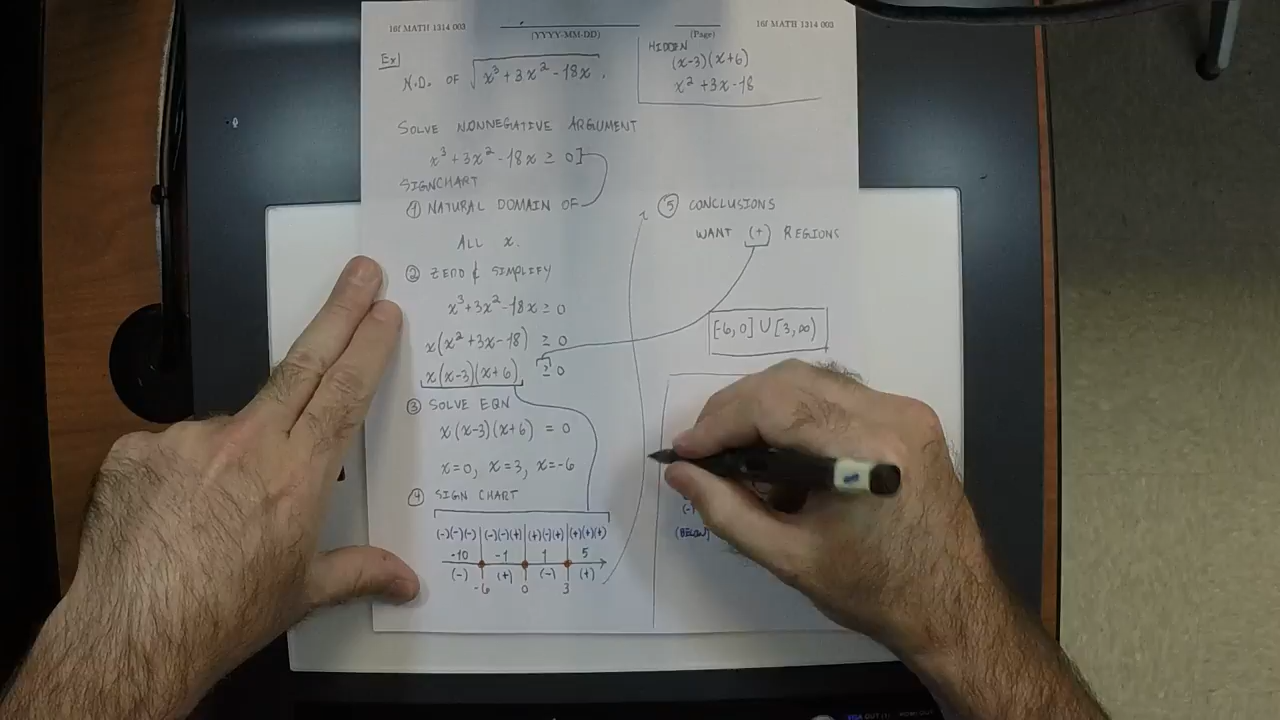 16f MATH 1314 003
(YYYY-MM-DD)
(Page)
16f MATH 1314 003
Ex
N.D. OF √x³ + 3x² - 18x .
HIDDEN
(x-3)(x+6)
x² + 3x - 18
SOLVE NONNEGATIVE ARGUMENT
x³ + 3x² - 18x ≥ 0
SIGNCHART
① NATURAL DOMAIN OF
ALL x.
② ZERO & SIMPLIFY
x³ + 3x² - 18x ≥ 0
x(x² + 3x - 18) ≥ 0
x(x-3)(x+6) ≥ 0
③ SOLVE EQN
x(x-3)(x+6) = 0
x=0, x=3, x=-6
④ SIGN CHART
(-)(-)(-) (-)(-)(+) (+)(-)(+) (+)(+)(+)
-10 -1 1 5
(-) (+) (-) (+)
-6 0 3
⑤ CONCLUSIONS
WANT (+) REGIONS
[-6,0] U [3,∞)
(BELOW)